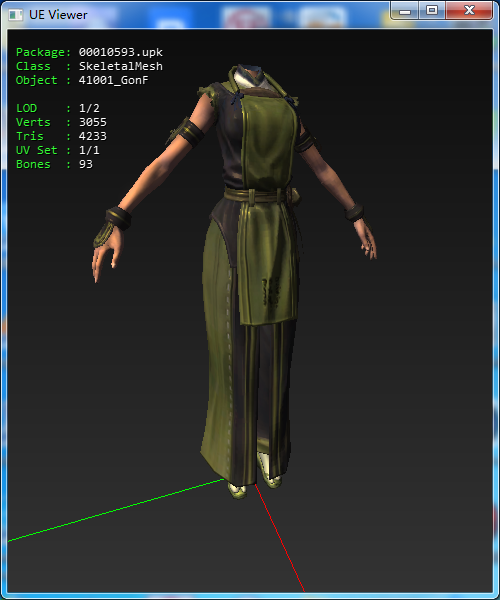 UE Viewer
Package: 00010593.upk
Class : SkeletalMesh
Object : 41001_GonF
LOD : 1/2
Verts : 3055
Tris : 4233
UV Set : 1/1
Bones : 93